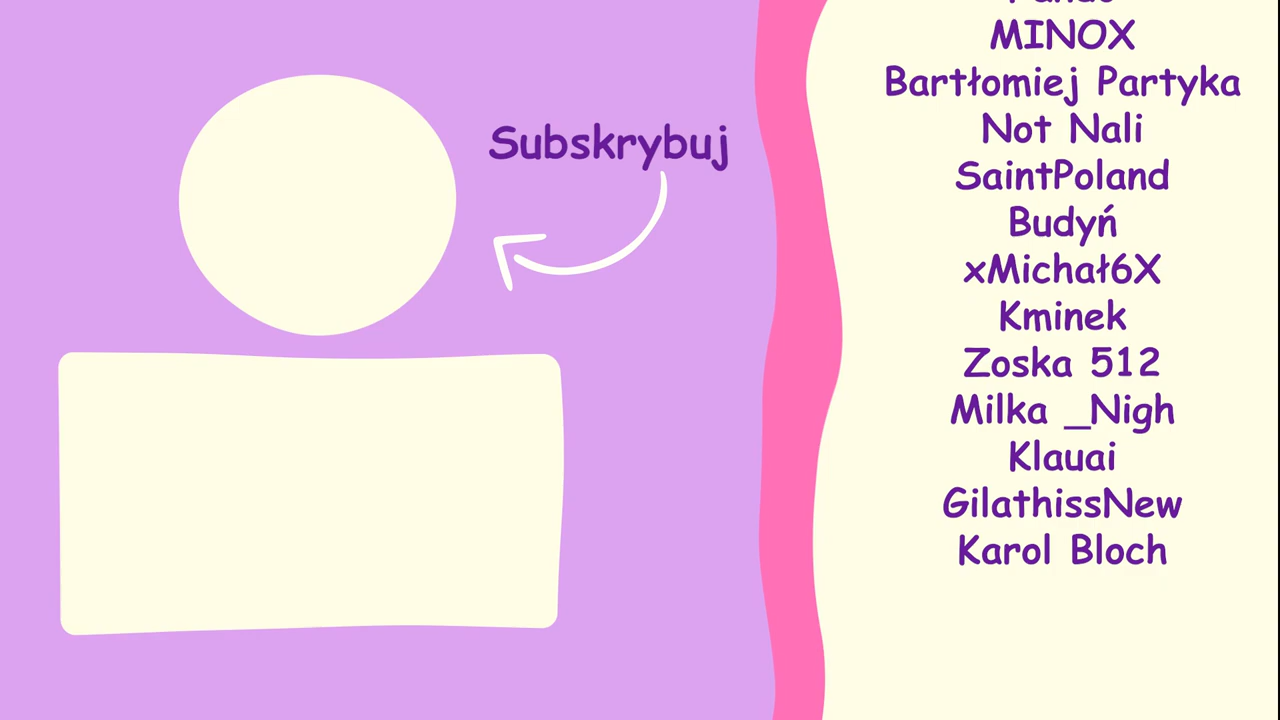 Subskrybuj
MINOX
Bartłomiej Partyka
Not Nali
SaintPoland
Budyń
xMichał6X
Kminek
Zoska 512
Milka _Nigh
Klauai
GilathissNew
Karol Bloch